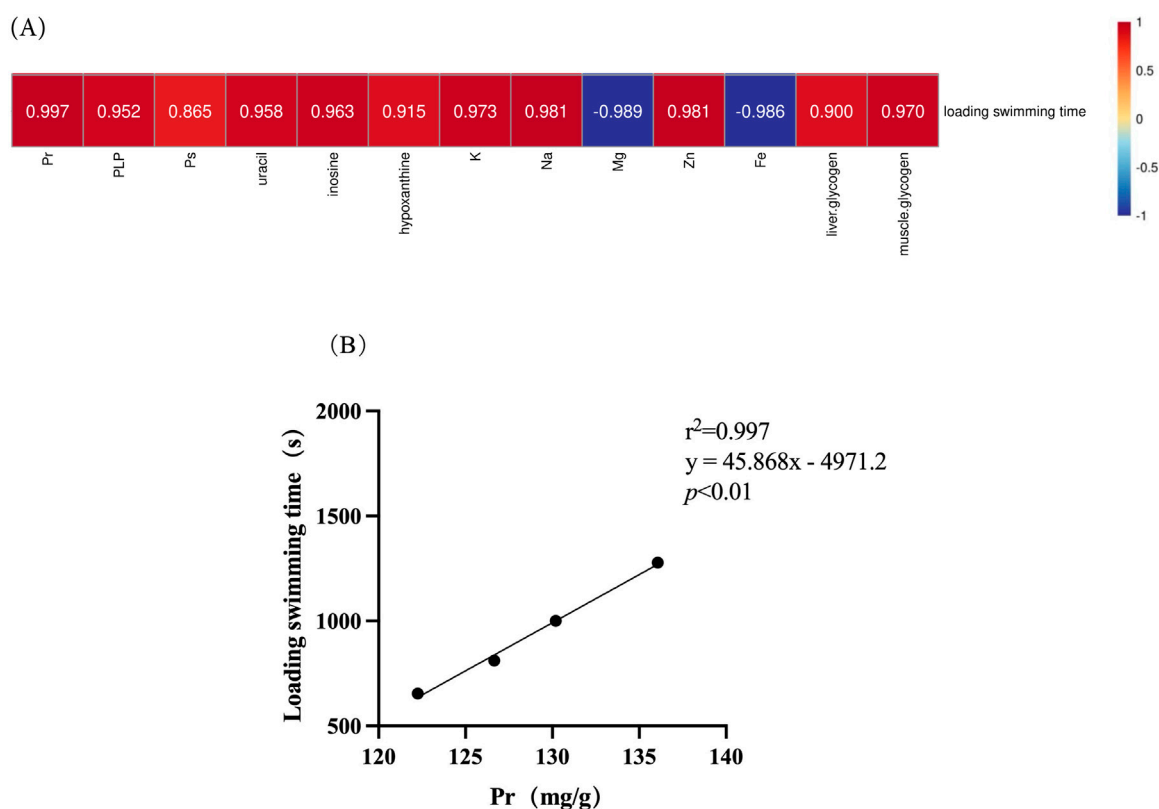 (A)
0.997 0.952 0.865 0.958 0.963 0.915 0.973 0.981 -0.989 0.981 -0.986 0.900 0.970 loading swimming time
Pr PLP Ps uracil inosine hypoxanthine K Na Mg Zn Fe liver.glycogen muscle.glycogen
1
0.5
0
-0.5
-1
(B)
r²=0.997
y = 45.868x - 4971.2
p<0.01
Loading swimming time (s)
2000
1500
1000
500
120 125 130 135 140
Pr (mg/g)